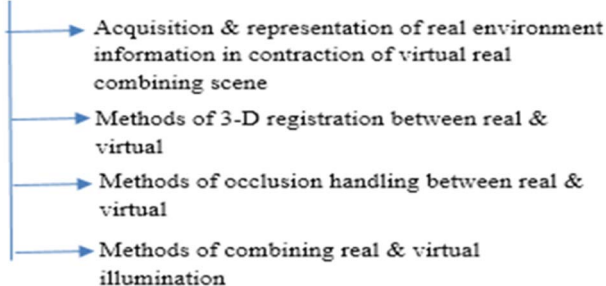 Acquisition & representation of real environment
information in contraction of virtual real
combining scene
Methods of 3-D registration between real &
virtual
Methods of occlusion handling between real &
virtual
Methods of combining real & virtual
illumination